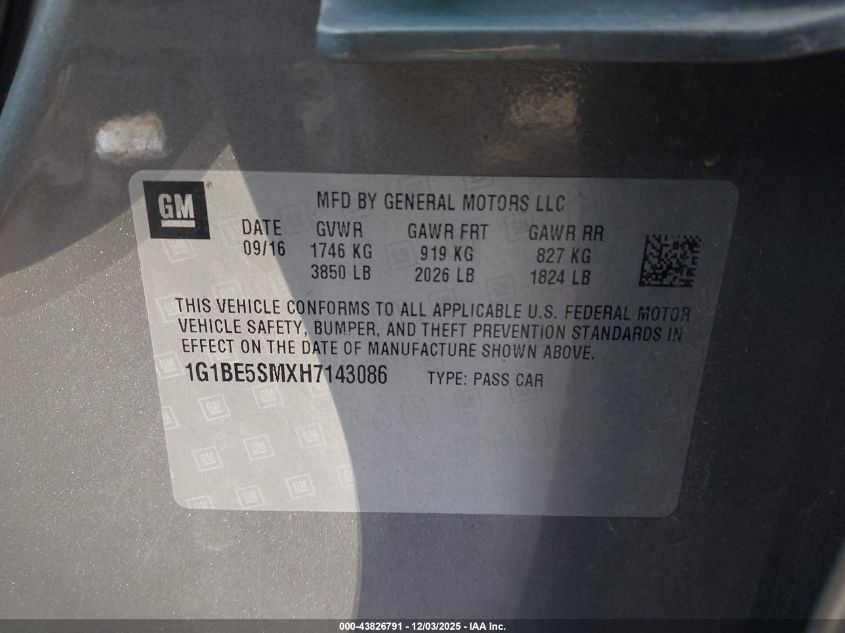 GM
MFD BY GENERAL MOTORS LLC
DATE GVWR GAWR FRT GAWR RR
09/16 1746 KG 919 KG 827 KG
3850 LB 2026 LB 1824 LB
THIS VEHICLE CONFORMS TO ALL APPLICABLE U.S. FEDERAL MOTOR
VEHICLE SAFETY, BUMPER, AND THEFT PREVENTION STANDARDS IN
EFFECT ON THE DATE OF MANUFACTURE SHOWN ABOVE.
1G1BE5SMXH7143086 TYPE: PASS CAR
000-43826791 - 12/03/2025 - IAA Inc.